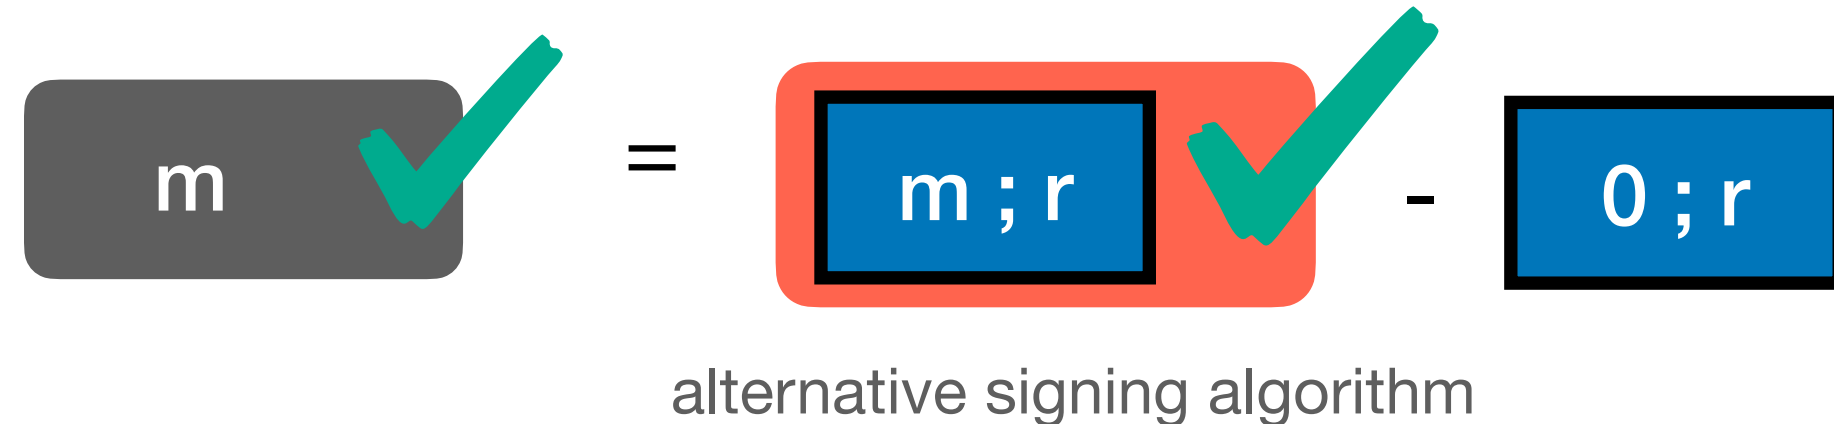 m = m ; r - 0 ; r
alternative signing algorithm